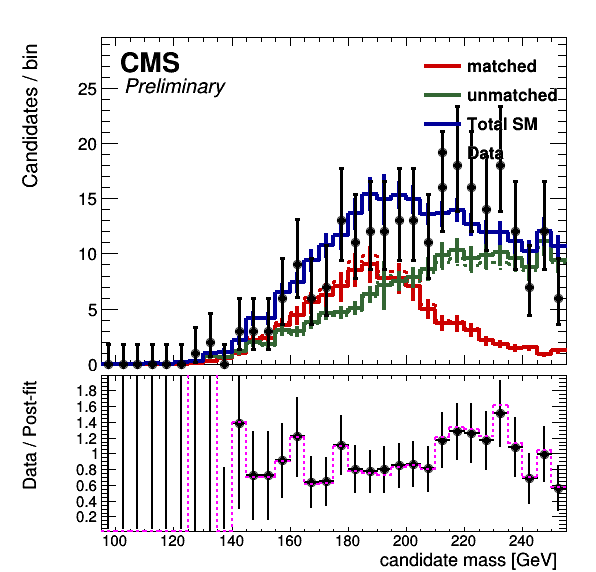 CMS
Preliminary
matched
unmatched
Total SM
Data
Candidates / bin
25
20
15
10
5
0
Data / Post-fit
1.8
1.6
1.4
1.2
1
0.8
0.6
0.4
0.2
100 120 140 160 180 200 220 240
candidate mass [GeV]